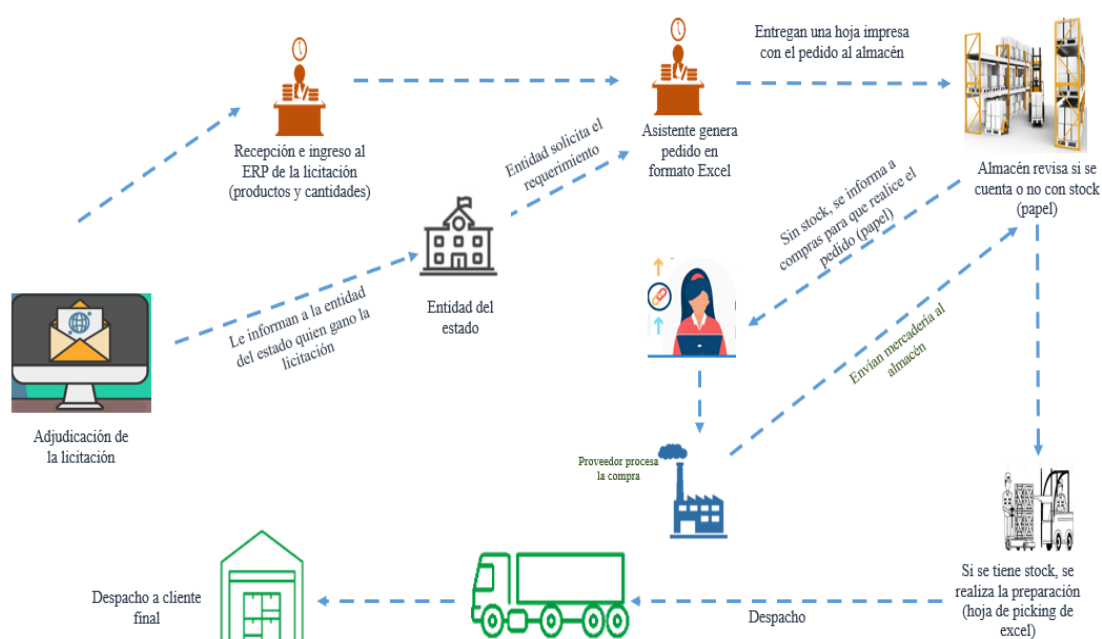 Entregan una hoja impresa
con el pedido al almacén
Recepción e ingreso al
ERP de la licitación
(productos y cantidades)
Entidad solicita el
requerimiento
Asistente genera
pedido en
formato Excel
Almacén revisa si se
cuenta o no con stock
(papel)
Sin stock, se informa a
compras para que realice el
pedido (papel)
Entidad del
estado
Le informan a la entidad
del estado quien gano la
licitación
Envían mercadería al
almacén
Adjudicación de
la licitación
Proveedor procesa
la compra
Si se tiene stock, se
realiza la preparación
(hoja de picking de
excel)
Despacho
Despacho a cliente
final